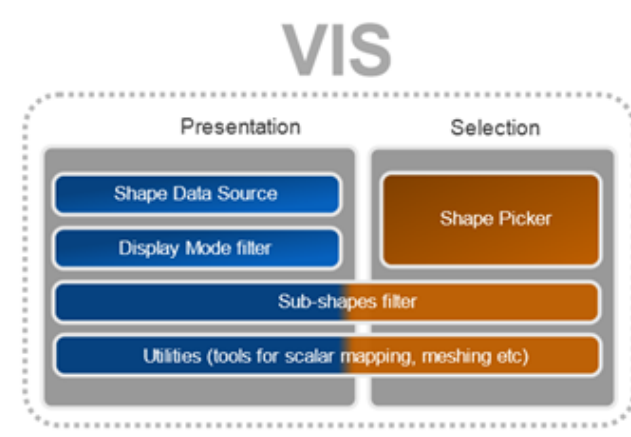 VIS
Presentation
Selection
Shape Data Source
Display Mode filter
Shape Picker
Sub-shapes filter
Utilities (tools for scalar mapping, meshing etc)